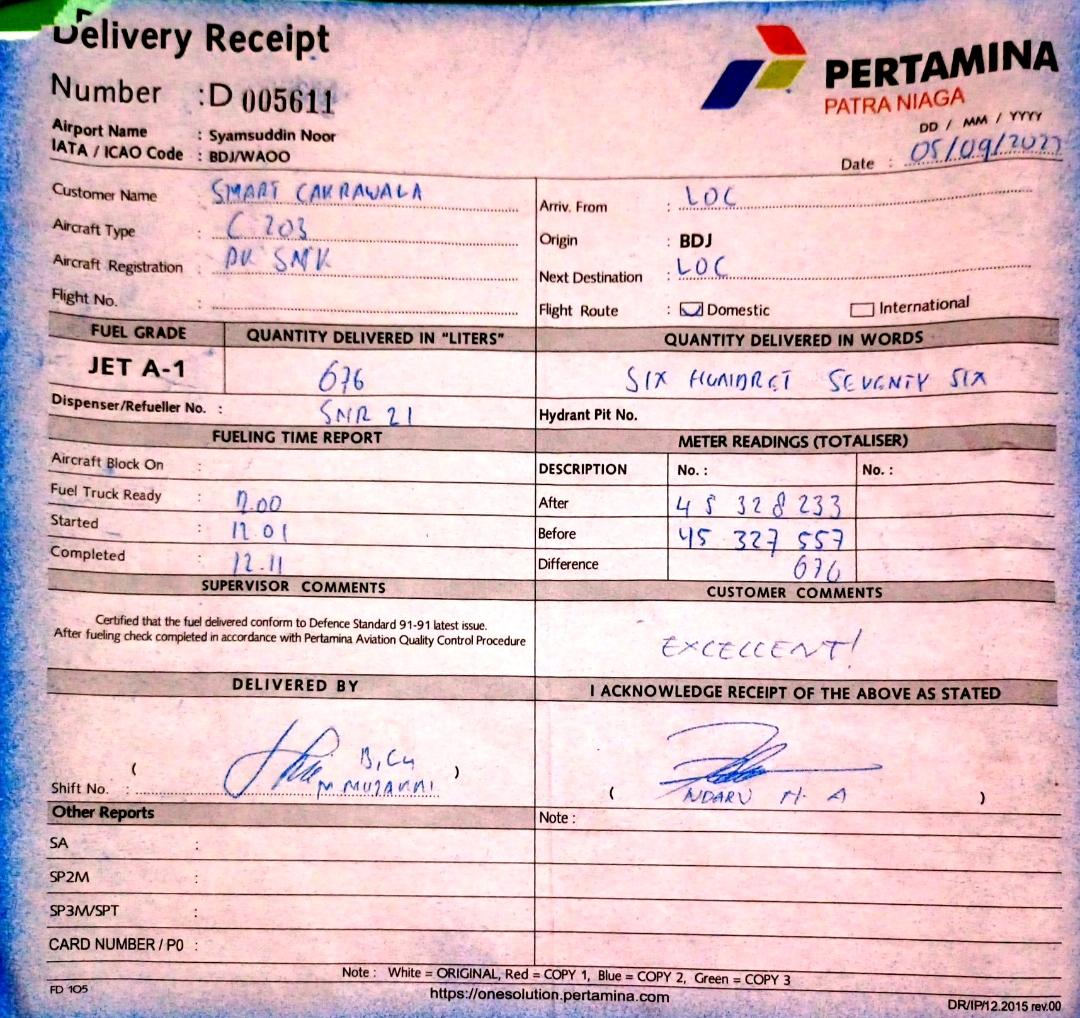 Delivery Receipt
Number : D 005611
PERTAMINA
PATRA NIAGA
Airport Name : Syamsuddin Noor
IATA / ICAO Code : BDJ/WAOO
DD / MM / YYYY
Date : 05/09/2022
Customer Name SMART CAKRAWALA
Arriv. From : LOC
Aircraft Type : C 203
Origin : BDJ
Aircraft Registration : PK SNK
Next Destination : LOC
Flight No. :
Flight Route : Domestic International
FUEL GRADE QUANTITY DELIVERED IN "LITERS" QUANTITY DELIVERED IN WORDS
JET A-1 676 SIX HUNDRET SEVENTY SIX
Dispenser/Refueller No. : SNR 21 Hydrant Pit No.
FUELING TIME REPORT METER READINGS (TOTALISER)
Aircraft Block On :
DESCRIPTION No. : No. :
Fuel Truck Ready : 12.00
After 45 328 233
Started : 12.01
Before 45 327 557
Completed : 12.11
Difference 676
SUPERVISOR COMMENTS CUSTOMER COMMENTS
Certified that the fuel delivered conform to Defence Standard 91-91 latest issue.
After fueling check completed in accordance with Pertamina Aviation Quality Control Procedure
EXCELLENT!
DELIVERED BY I ACKNOWLEDGE RECEIPT OF THE ABOVE AS STATED
( )
Shift No. : M MUZAKKI
( NDARU H. A )
Other Reports Note :
SA :
SP2M :
SP3M/SPT :
CARD NUMBER / PO :
Note : White = ORIGINAL, Red = COPY 1, Blue = COPY 2, Green = COPY 3
FD 105 https://onesolution.pertamina.com DR/IP/12.2015 rev.00